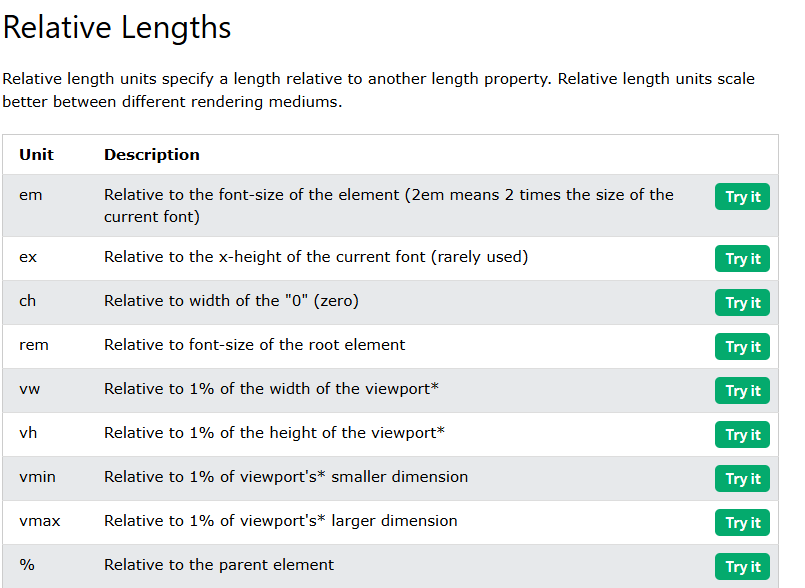 Relative Lengths
Relative length units specify a length relative to another length property. Relative length units scale
better between different rendering mediums.
Unit Description
em Relative to the font-size of the element (2em means 2 times the size of the Try it
current font)
ex Relative to the x-height of the current font (rarely used) Try it
ch Relative to width of the "0" (zero) Try it
rem Relative to font-size of the root element Try it
vw Relative to 1% of the width of the viewport* Try it
vh Relative to 1% of the height of the viewport* Try it
vmin Relative to 1% of viewport's* smaller dimension Try it
vmax Relative to 1% of viewport's* larger dimension Try it
% Relative to the parent element Try it